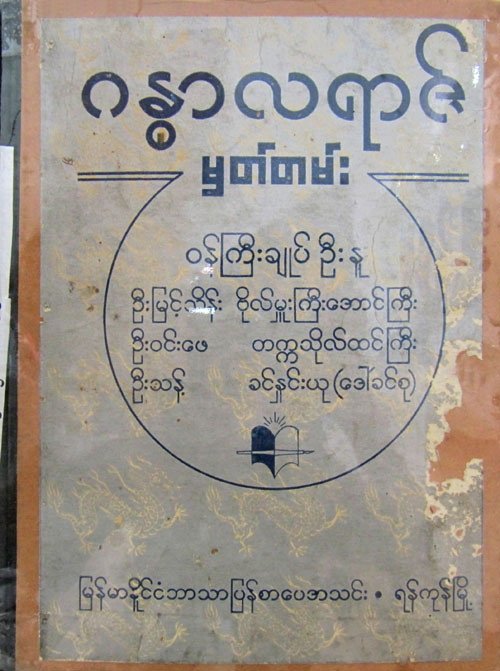 ဂန္ဓာလရာဇ်
မှတ်တမ်း
ဝန်ကြီးချုပ် ဦးနု
ဦးမြင့်သိန်း ဗိုလ်မှူးကြီးအောင်ကြီး
ဦးဝင်းဖေ တက္ကသိုလ်ထင်ကြီး
ဦးသန့် ခင်နှင်းယု (ဒေါ်ခင်စု)
မြန်မာနိုင်ငံဘာသာပြန်စာပေအသင်း • ရန်ကုန်မြို့